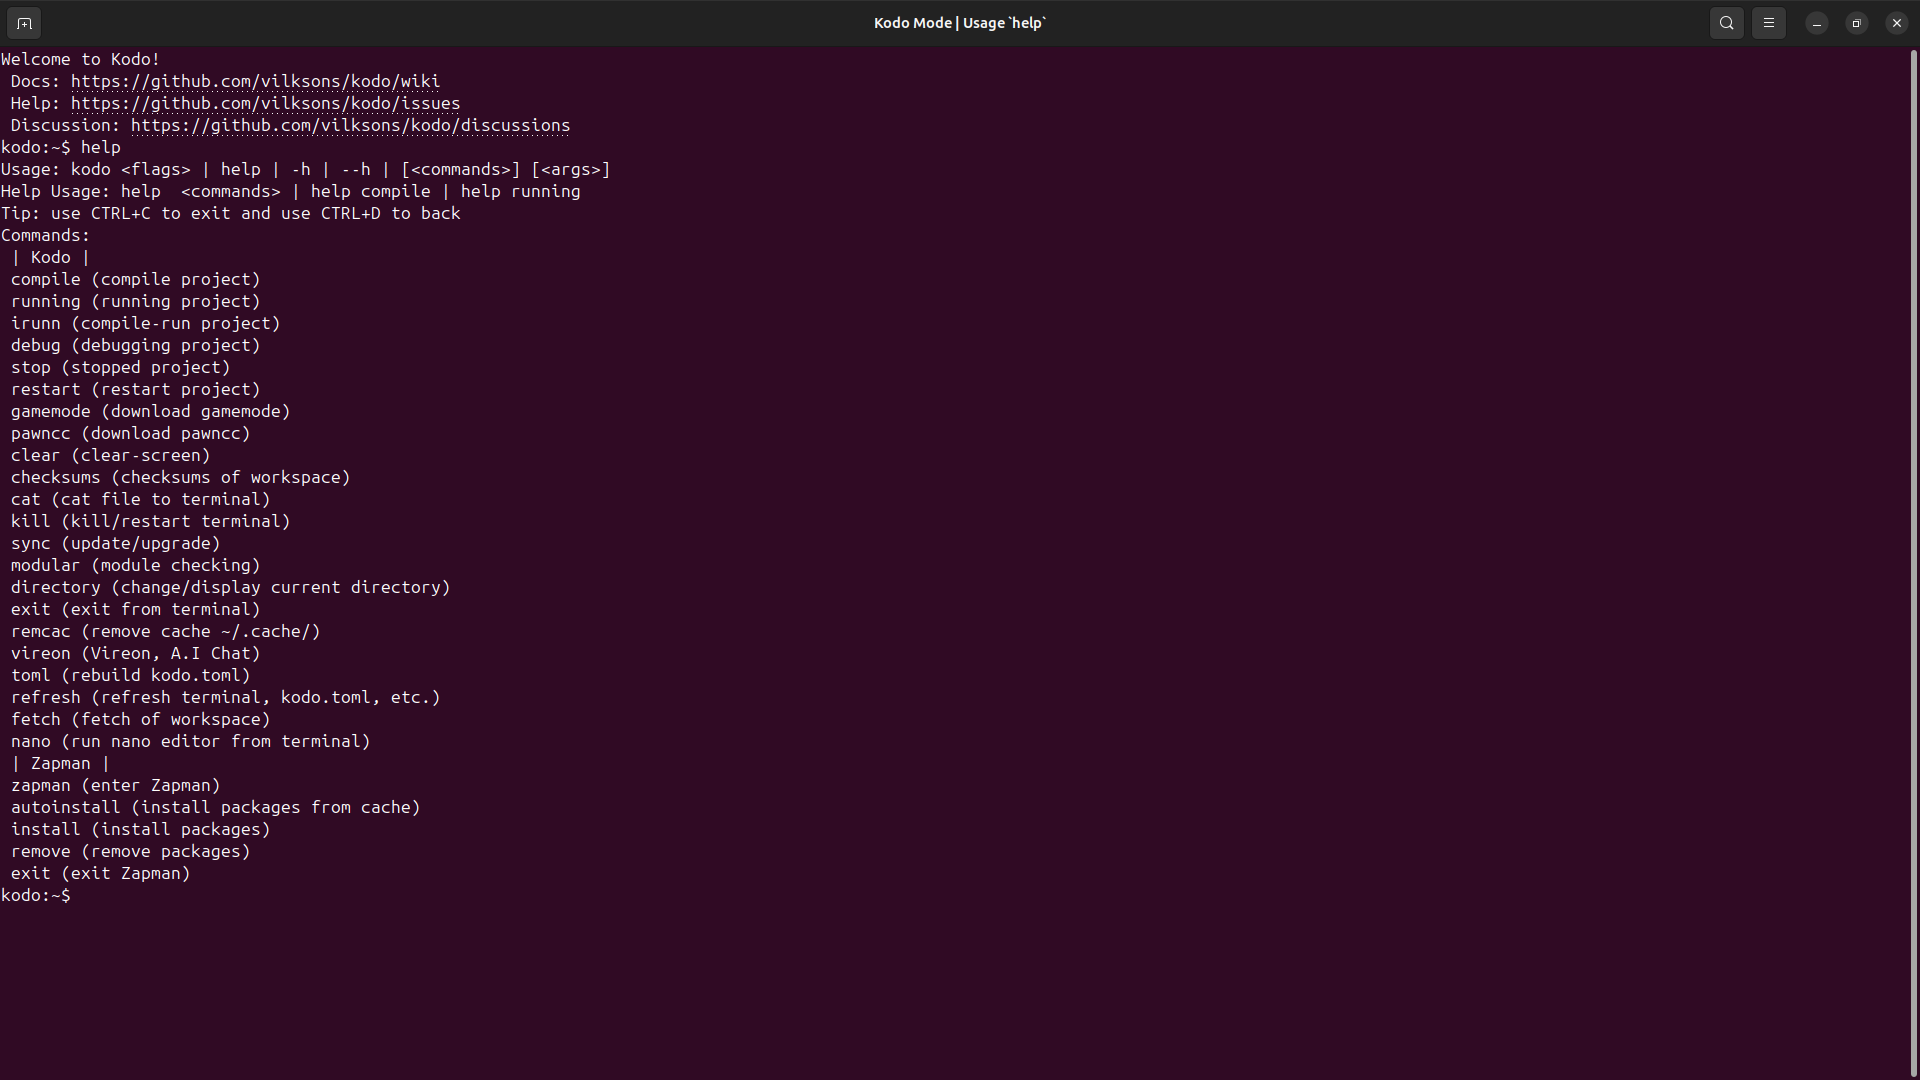 Kodo Mode | Usage `help`
Welcome to Kodo!
 Docs: https://github.com/vilksons/kodo/wiki
 Help: https://github.com/vilksons/kodo/issues
 Discussion: https://github.com/vilksons/kodo/discussions
kodo:~$ help
Usage: kodo <flags> | help | -h | --h | [<commands>] [<args>]
Help Usage: help  <commands> | help compile | help running
Tip: use CTRL+C to exit and use CTRL+D to back
Commands:
 | Kodo |
 compile (compile project)
 running (running project)
 irunn (compile-run project)
 debug (debugging project)
 stop (stopped project)
 restart (restart project)
 gamemode (download gamemode)
 pawncc (download pawncc)
 clear (clear-screen)
 checksums (checksums of workspace)
 cat (cat file to terminal)
 kill (kill/restart terminal)
 sync (update/upgrade)
 modular (module checking)
 directory (change/display current directory)
 exit (exit from terminal)
 remcac (remove cache ~/.cache/)
 vireon (Vireon, A.I Chat)
 toml (rebuild kodo.toml)
 refresh (refresh terminal, kodo.toml, etc.)
 fetch (fetch of workspace)
 nano (run nano editor from terminal)
 | Zapman |
 zapman (enter Zapman)
 autoinstall (install packages from cache)
 install (install packages)
 remove (remove packages)
 exit (exit Zapman)
kodo:~$